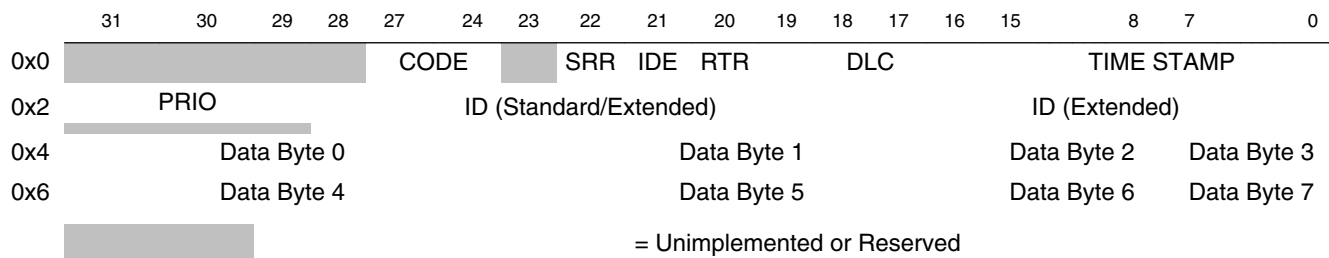 31 30 29 28 27 24 23 22 21 20 19 18 17 16 15 8 7 0
0x0 CODE SRR IDE RTR DLC TIME STAMP
0x2 PRIO ID (Standard/Extended) ID (Extended)
0x4 Data Byte 0 Data Byte 1 Data Byte 2 Data Byte 3
0x6 Data Byte 4 Data Byte 5 Data Byte 6 Data Byte 7
= Unimplemented or Reserved